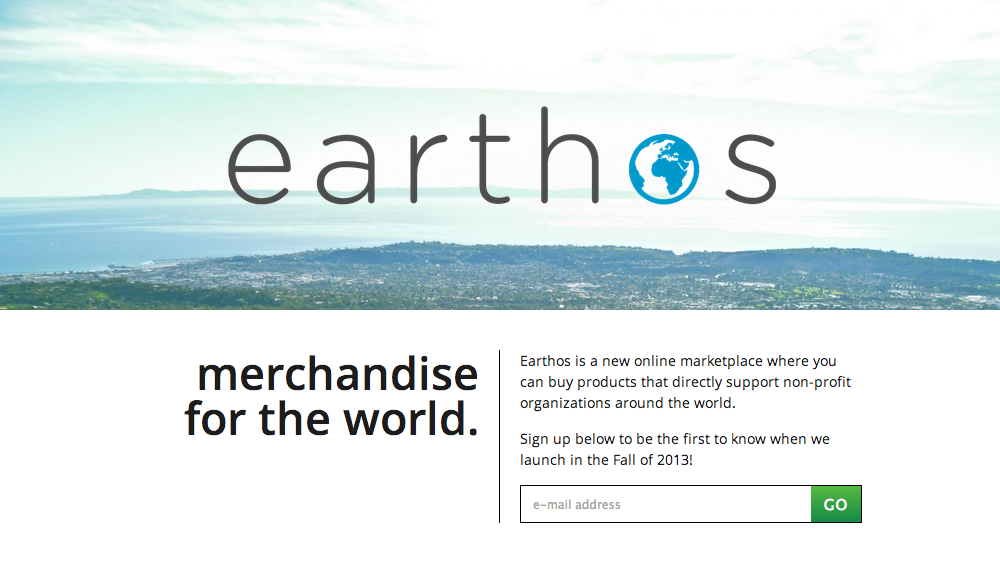 earthos
merchandise
for the world.
Earthos is a new online marketplace where you
can buy products that directly support non-profit
organizations around the world.
Sign up below to be the first to know when we
launch in the Fall of 2013!
e-mail address
GO